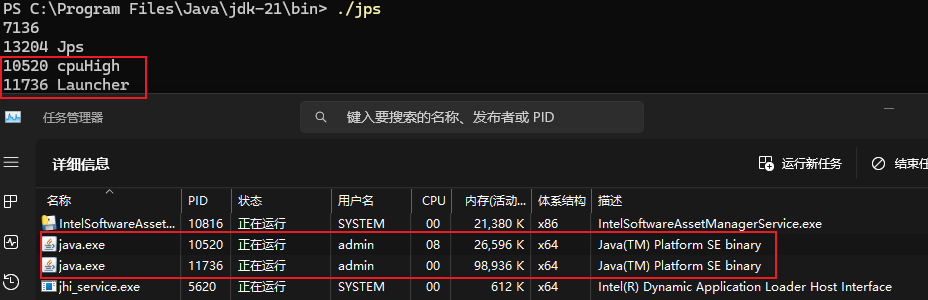 PS C:\Program Files\Java\jdk-21\bin> ./jps
7136
13204 Jps
10520 cpuHigh
11736 Launcher
任务管理器
键入要搜索的名称、发布者或 PID
详细信息
运行新任务
结束任
名称 PID 状态 用户名 CPU 内存(活动... 体系结构 描述
IntelSoftwareAsset... 10816 正在运行 SYSTEM 00 21,380 K x86 IntelSoftwareAssetManagerService.exe
java.exe 10520 正在运行 admin 08 26,596 K x64 Java(TM) Platform SE binary
java.exe 11736 正在运行 admin 00 98,936 K x64 Java(TM) Platform SE binary
jhi_service.exe 5620 正在运行 SYSTEM 00 612 K x64 Intel(R) Dynamic Application Loader Host Interface